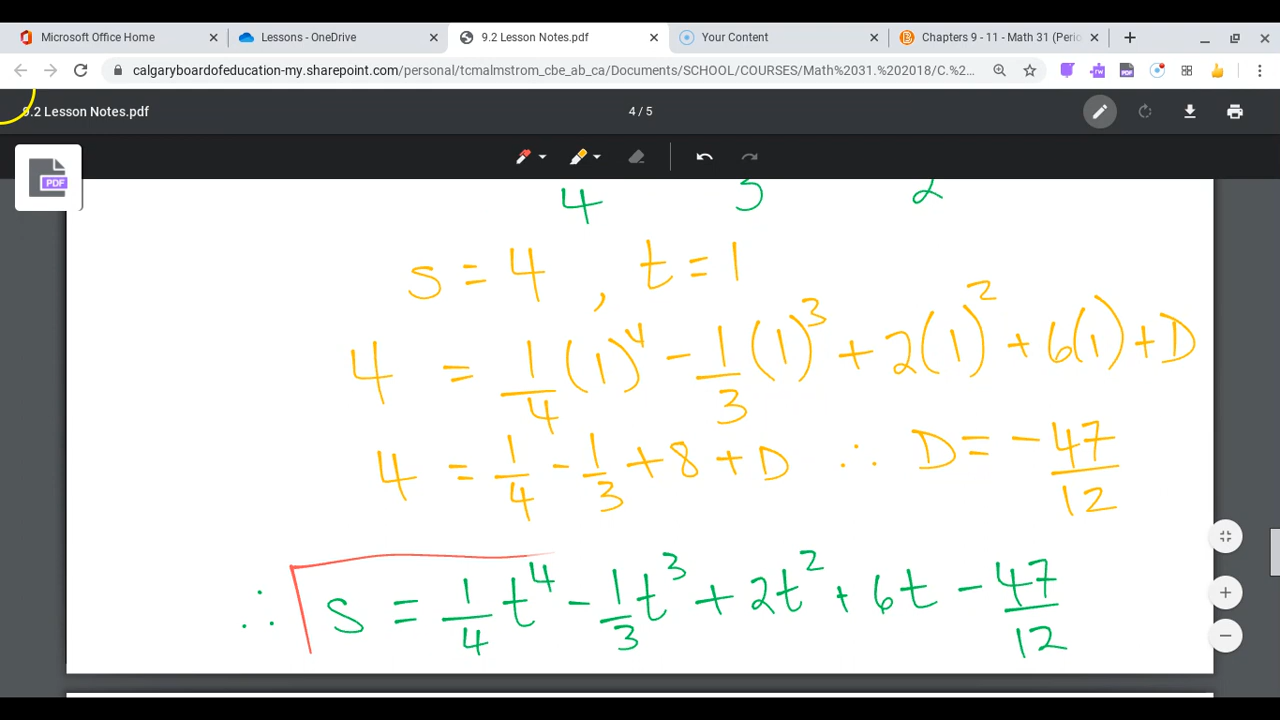 Microsoft Office Home
Lessons - OneDrive
9.2 Lesson Notes.pdf
Your Content
Chapters 9 - 11 - Math 31 (Peri
calgaryboardofeducation-my.sharepoint.com/personal/tcmalmstrom_cbe_ab_ca/Documents/SCHOOL/COURSES/Math%2031.%202018/C.%2...
9.2 Lesson Notes.pdf
4 / 5
PDF
4 3 2
s = 4 , t = 1
4 = 1/4 (1)^4 - 1/3 (1)^3 + 2(1)^2 + 6(1) + D
4 = 1/4 - 1/3 + 8 + D ∴ D = -47/12
∴ s = 1/4 t^4 - 1/3 t^3 + 2t^2 + 6t - 47/12